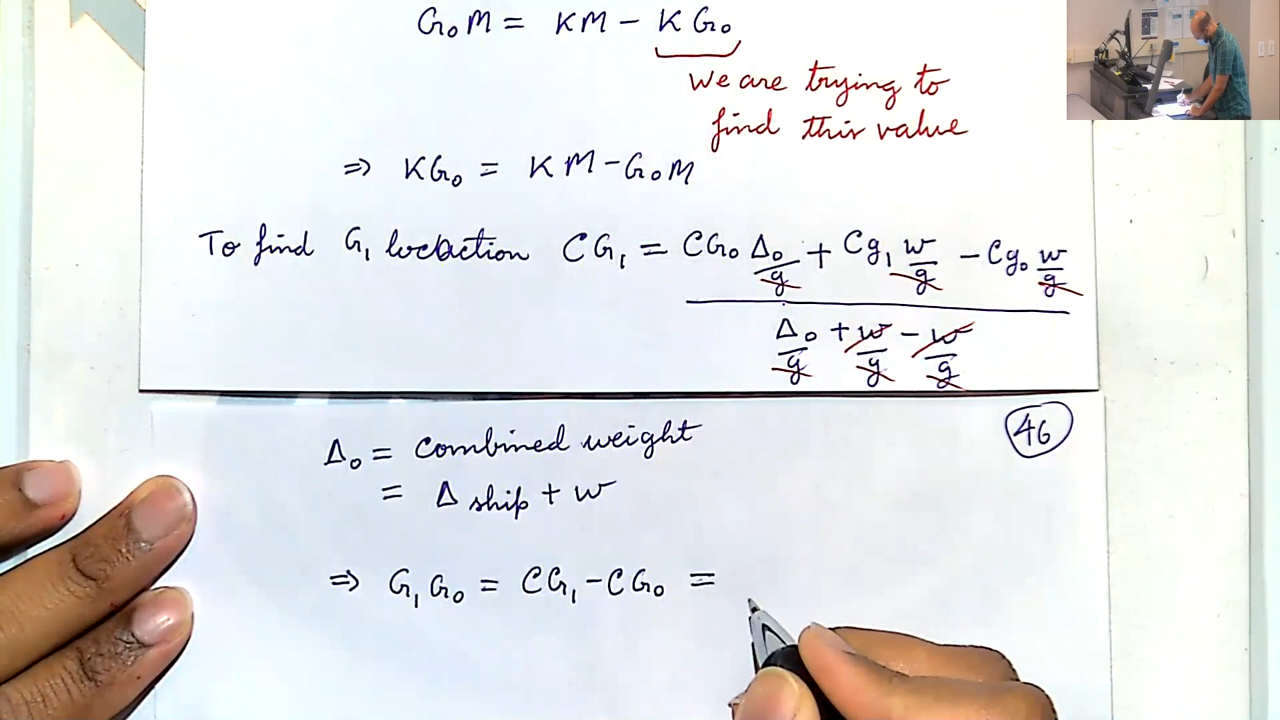 G₀M = KM − KG₀
we are trying to
find this value
⇒ KG₀ = KM − G₀M
To find G₁ locaction CG₁ = CG₀ Δ₀/g + Cg₁ w/g − Cg₀ w/g
Δ₀/g + w/g − w/g
46
Δ₀ = combined weight
= Δ ship + w
⇒ G₁G₀ = CG₁ − CG₀ =